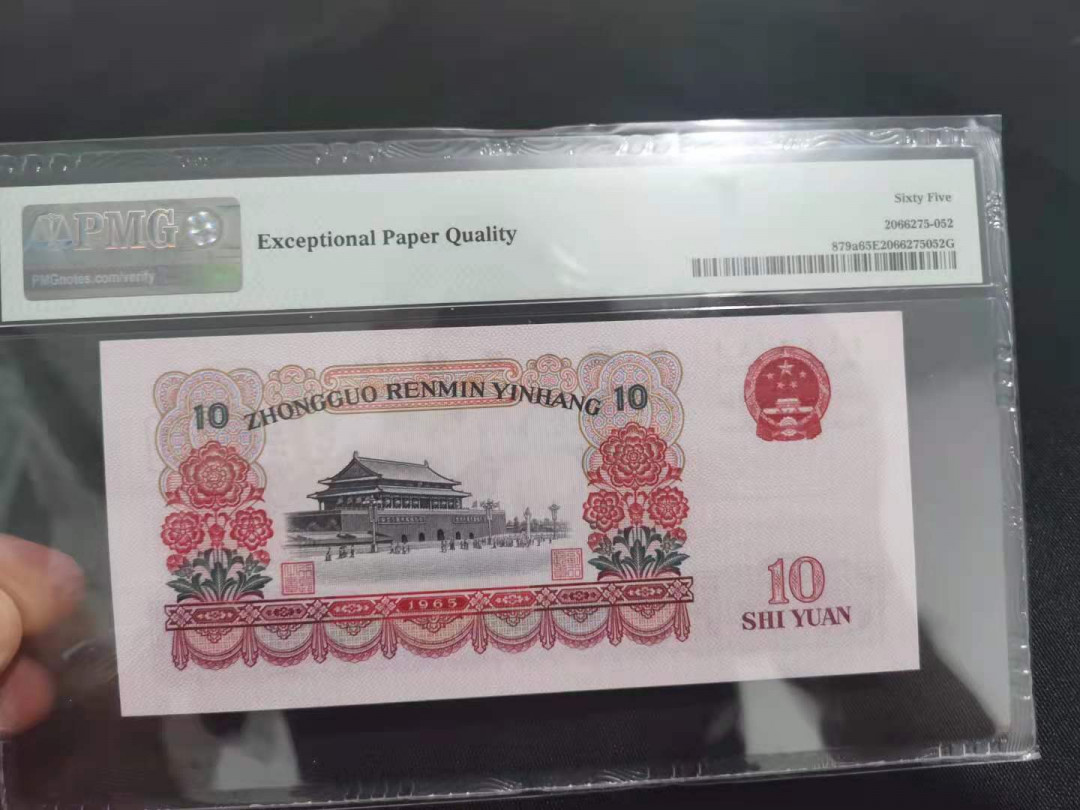 PMG
PMGnotes.com/verify
Exceptional Paper Quality
Sixty Five
2066275-052
879a65E2066275052G
10 ZHONGGUO RENMIN YINHANG 10
1965
10
SHI YUAN